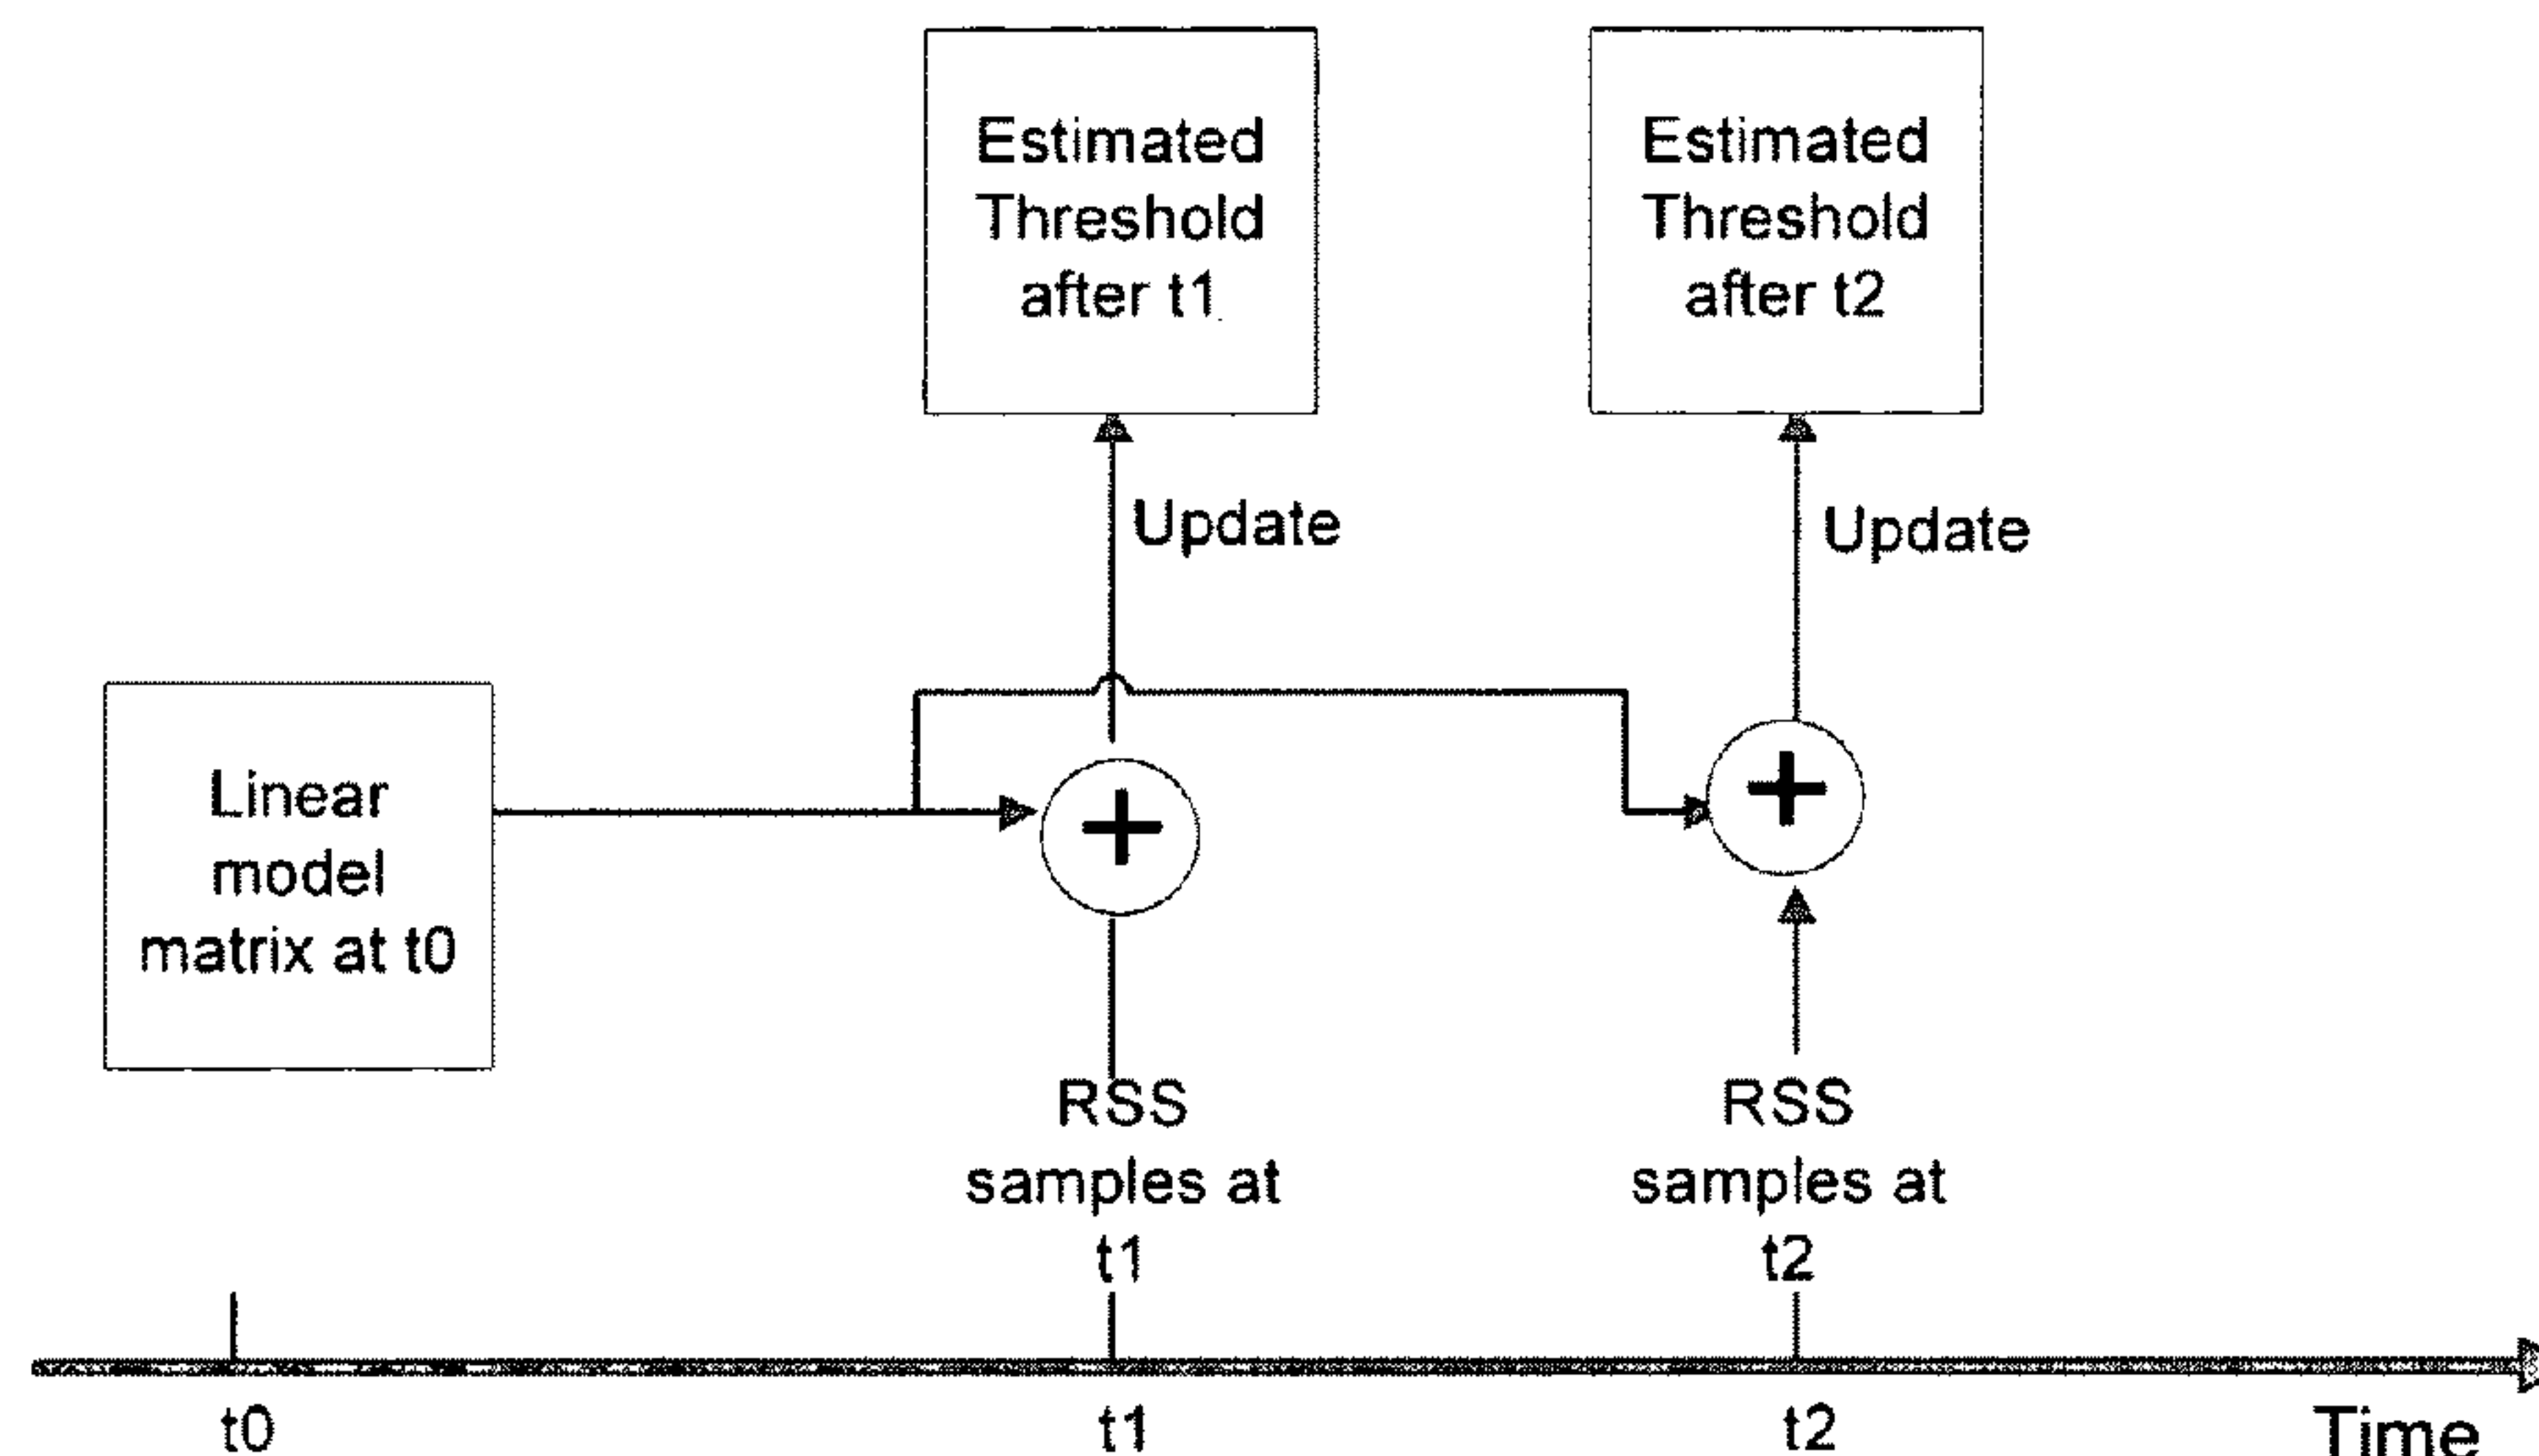 Estimated
Threshold
after t1
Estimated
Threshold
after t2
Update
Update
Linear
model
matrix at t0
+
+
RSS
samples at
t1
RSS
samples at
t2
t0
t1
t2
Time